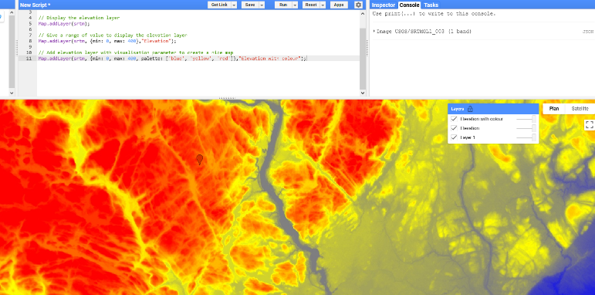 New Script *
Get Link
Save
Run
Reset
Apps
Inspector
Console
Tasks
Use print(...) to write to this console.
3
4 // Display the elevation layer
5 Map.addLayer(srtm);
6
7 // Give a range of value to display the elevation layer
8 Map.addLayer(srtm, {min: 0, max: 400},"Elevation");
9
10 // Add elevation layer with visualisation parameter to create a nice map
11 Map.addLayer(srtm, {min: 0, max: 400, palette: ['blue', 'yellow', 'red']},"Elevation with colour");
Image USGS/SRTMGL1_003 (1 band)
JSON
Layers
Elevation with colour
Elevation
Layer 1
Plan
Satellite